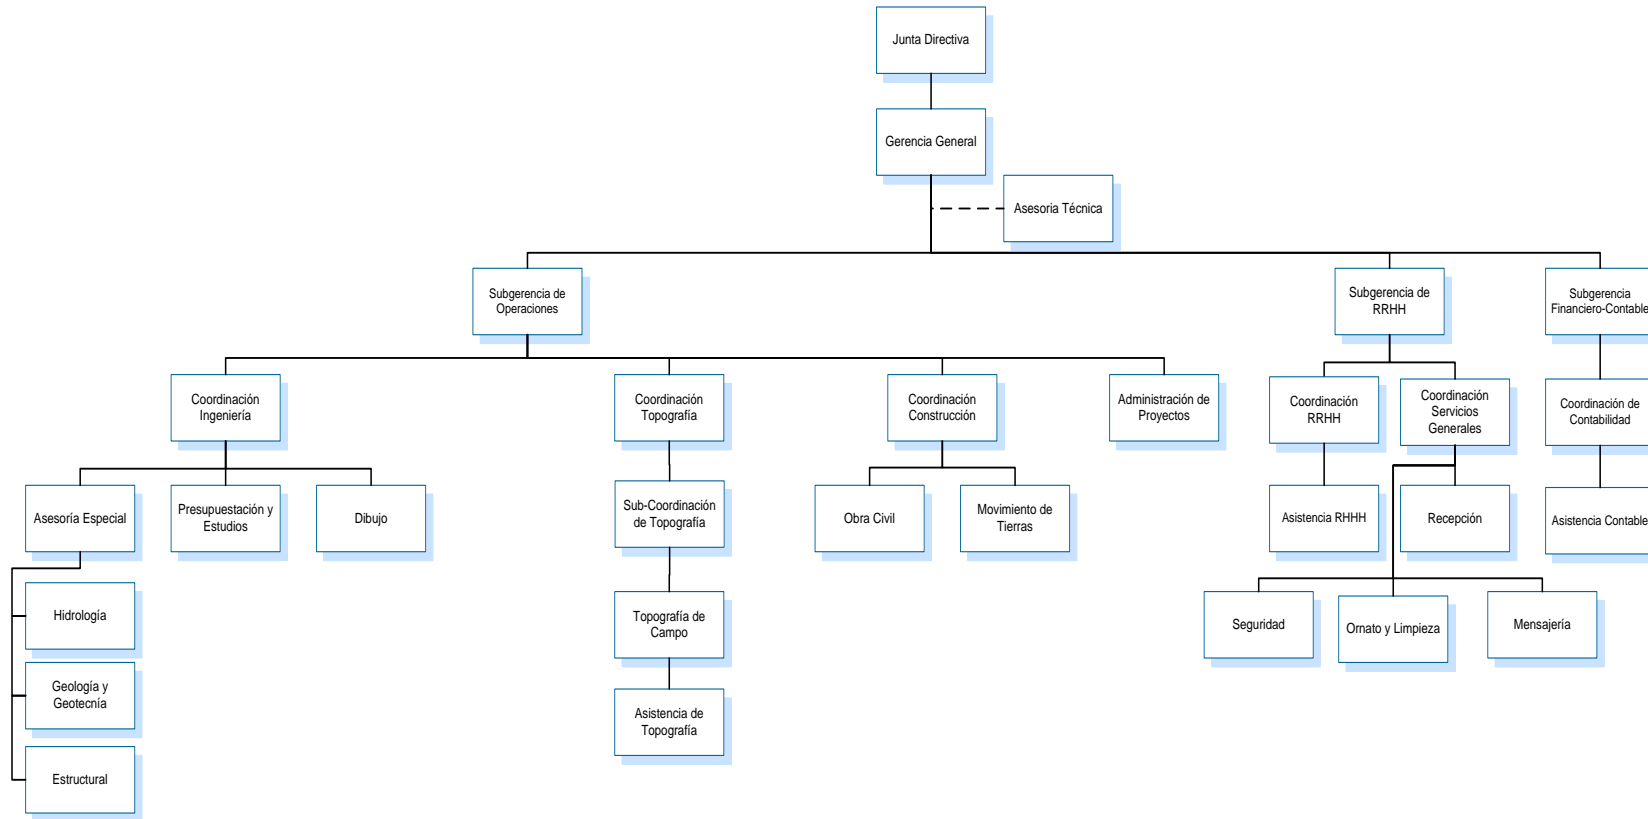 Junta Directiva
Gerencia General
Asesoria Técnica
Subgerencia de
Operaciones
Subgerencia de
RRHH
Subgerencia
Financiero-Contable
Coordinación
Ingeniería
Coordinación
Topografía
Coordinación
Construcción
Administración de
Proyectos
Coordinación
RRHH
Coordinación
Servicios
Generales
Coordinación de
Contabilidad
Asesoría Especial
Presupuestación y
Estudios
Dibujo
Sub-Coordinación
de Topografía
Obra Civil
Movimiento de
Tierras
Asistencia RHHH
Recepción
Asistencia Contable
Hidrología
Topografía de
Campo
Seguridad
Ornato y Limpieza
Mensajería
Geología y
Geotecnía
Asistencia de
Topografía
Estructural